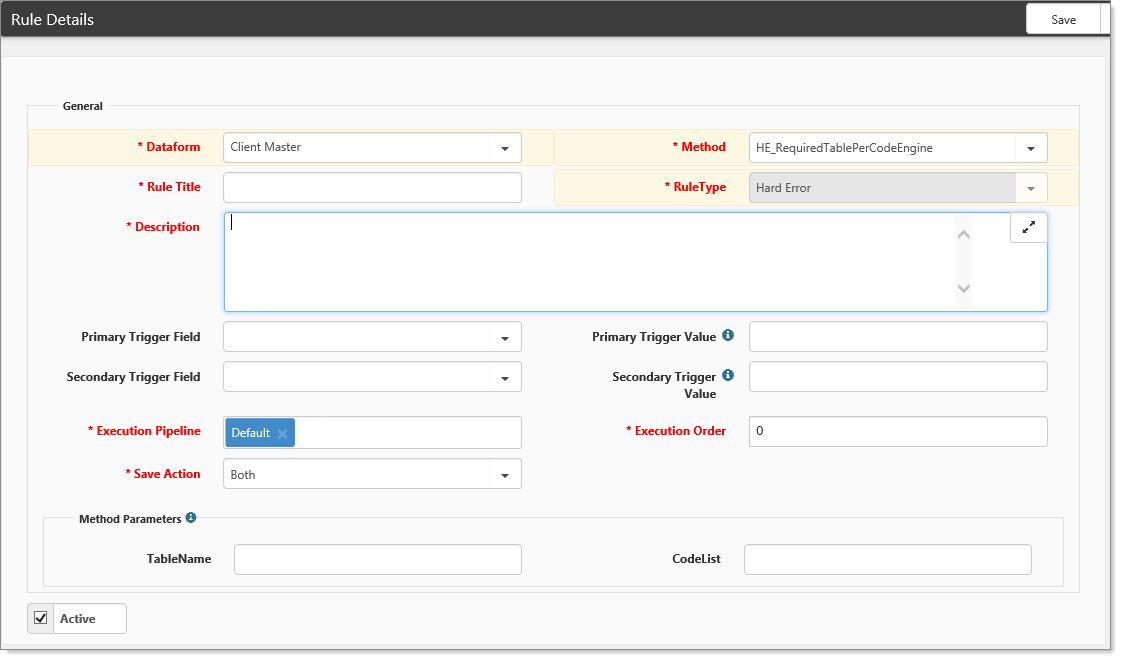 Rule Details
Save
General
* Dataform
Client Master
* Method
HE_RequiredTablePerCodeEngine
* Rule Title
* RuleType
Hard Error
* Description
Primary Trigger Field
Primary Trigger Value
Secondary Trigger Field
Secondary Trigger
Value
* Execution Pipeline
Default
* Execution Order
0
* Save Action
Both
Method Parameters
TableName
CodeList
Active